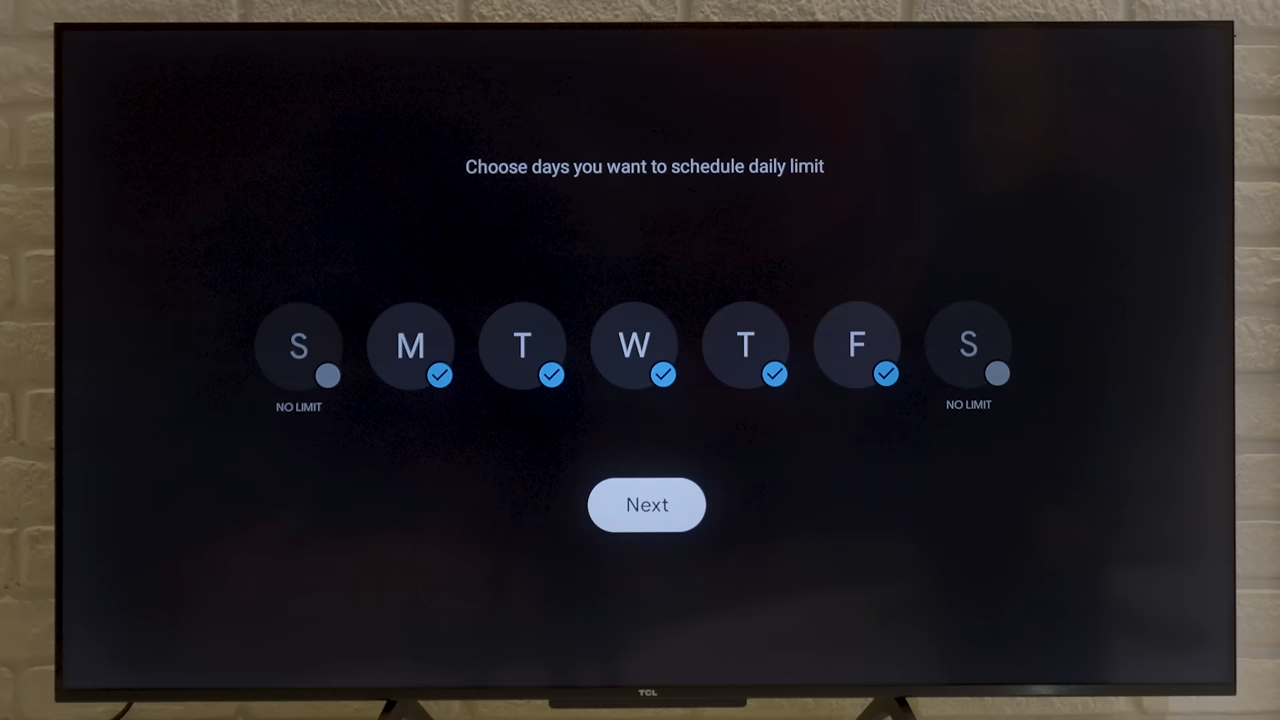 Choose days you want to schedule daily limit
S M T W T F S
NO LIMIT NO LIMIT
Next
TCL